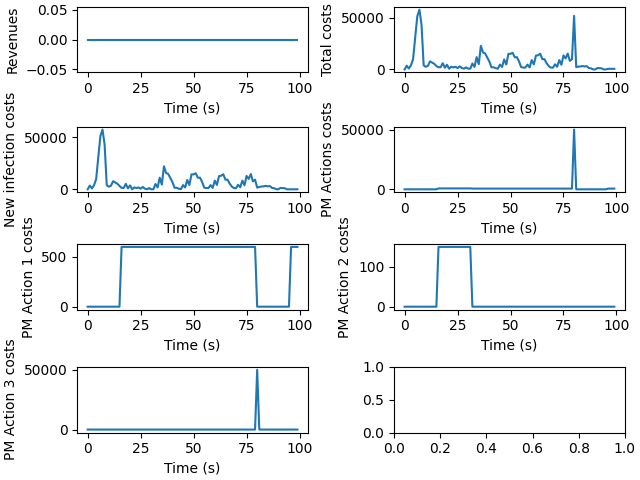 Revenues
0.05
0.00
−0.05
0 25 50 75 100
Time (s)
Total costs
50000
0
0 25 50 75 100
Time (s)
New infection costs
50000
0
0 25 50 75 100
Time (s)
PM Actions costs
50000
0
0 25 50 75 100
Time (s)
PM Action 1 costs
500
0
0 25 50 75 100
Time (s)
PM Action 2 costs
100
0
0 25 50 75 100
Time (s)
PM Action 3 costs
50000
0
0 25 50 75 100
Time (s)
1.0
0.5
0.0
0.0 0.2 0.4 0.6 0.8 1.0